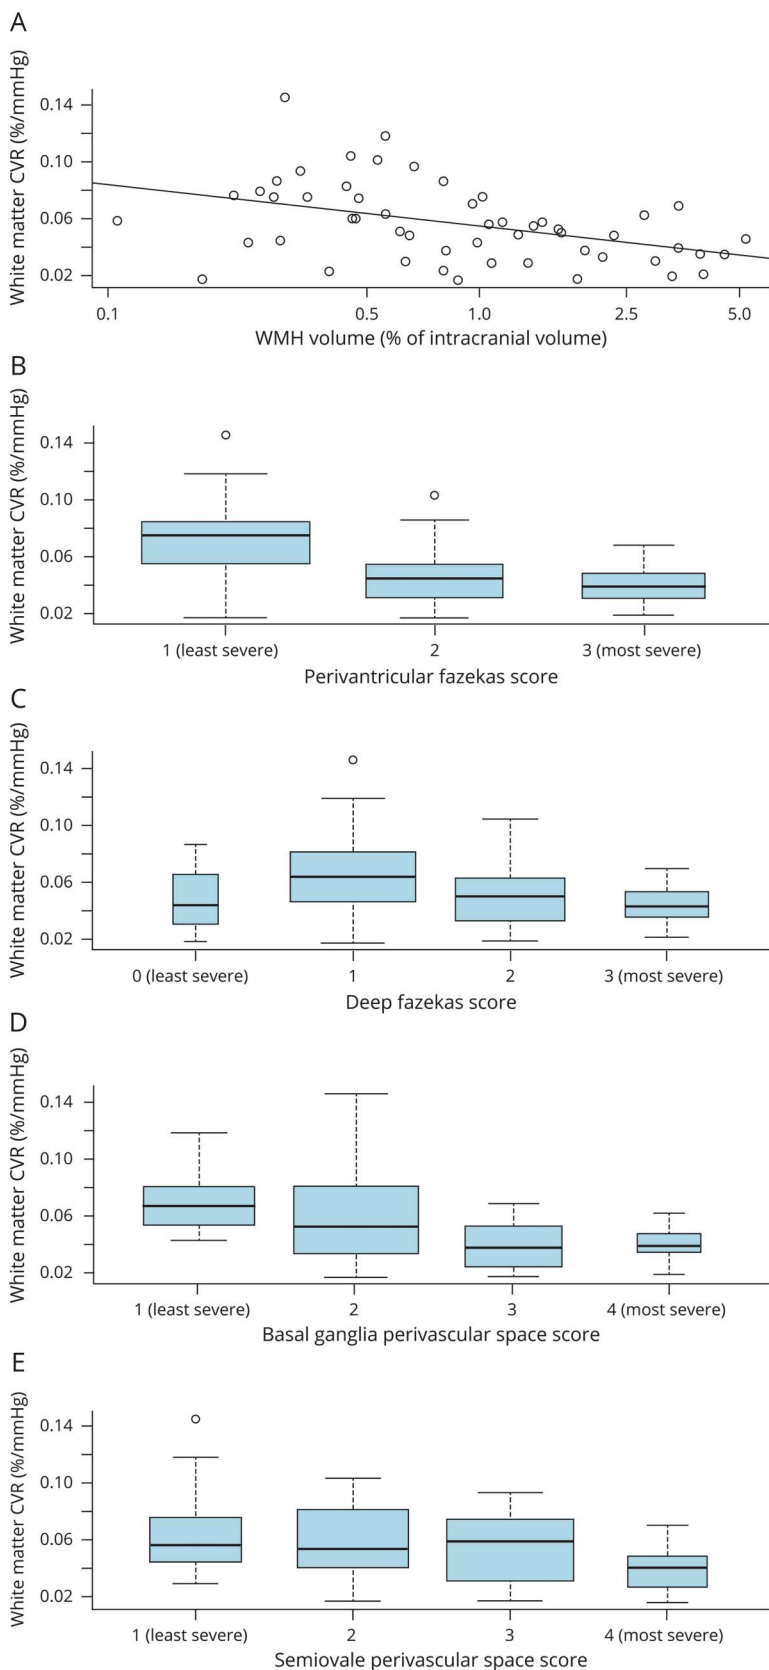 A
White matter CVR (%/mmHg)
0.14
0.10
0.06
0.02
0.1 0.5 1.0 2.5 5.0
WMH volume (% of intracranial volume)
B
White matter CVR (%/mmHg)
0.14
0.10
0.06
0.02
1 (least severe) 2 3 (most severe)
Perivantricular fazekas score
C
White matter CVR (%/mmHg)
0.14
0.10
0.06
0.02
0 (least severe) 1 2 3 (most severe)
Deep fazekas score
D
White matter CVR (%/mmHg)
0.14
0.10
0.06
0.02
1 (least severe) 2 3 4 (most severe)
Basal ganglia perivascular space score
E
White matter CVR (%/mmHg)
0.14
0.10
0.06
0.02
1 (least severe) 2 3 4 (most severe)
Semiovale perivascular space score